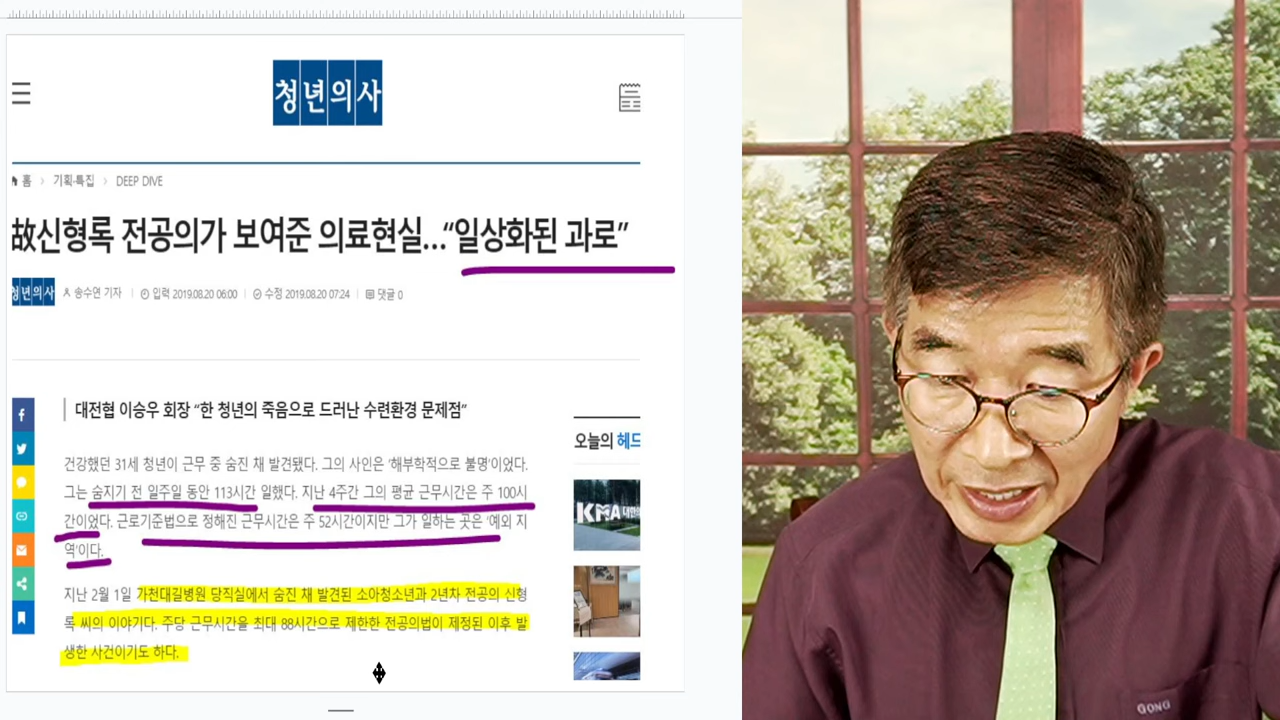 청년의사
홈 > 기획·특집 > DEEP DIVE
故신형록 전공의가 보여준 의료현실…“일상화된 과로”
청년의사 송수연 기자 | 입력 2019.08.20 06:00 | 수정 2019.08.20 07:24 | 댓글 0
대전협 이승우 회장 “한 청년의 죽음으로 드러난 수련환경 문제점”
오늘의 헤드
건강했던 31세 청년이 근무 중 숨진 채 발견됐다. 그의 사인은 ‘해부학적으로 불명’이었다.
그는 숨지기 전 일주일 동안 113시간 일했다. 지난 4주간 그의 평균 근무시간은 주 100시
간이었다. 근로기준법으로 정해진 근무시간은 주 52시간이지만 그가 일하는 곳은 ‘예외 지
역’이다.
KMA 대한
지난 2월 1일 가천대길병원 당직실에서 숨진 채 발견된 소아청소년과 2년차 전공의 신형
록 씨의 이야기다. 주당 근무시간을 최대 88시간으로 제한한 전공의법이 제정된 이후 발
생한 사건이기도 하다.
GONG